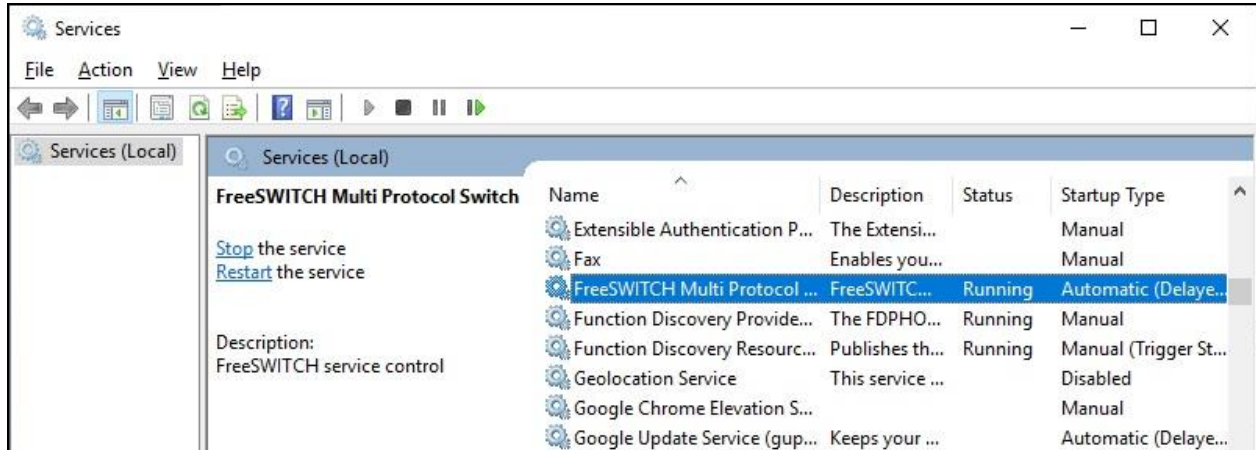 Services
File Action View Help
Services (Local)
Services (Local)
FreeSWITCH Multi Protocol Switch
Stop the service
Restart the service
Description:
FreeSWITCH service control
Name Description Status Startup Type
Extensible Authentication P... The Extensi... Manual
Fax Enables you... Manual
FreeSWITCH Multi Protocol ... FreeSWITC... Running Automatic (Delaye...
Function Discovery Provide... The FDPHO... Running Manual
Function Discovery Resourc... Publishes th... Running Manual (Trigger St...
Geolocation Service This service ... Disabled
Google Chrome Elevation S... Manual
Google Update Service (gup... Keeps your ... Automatic (Delaye...